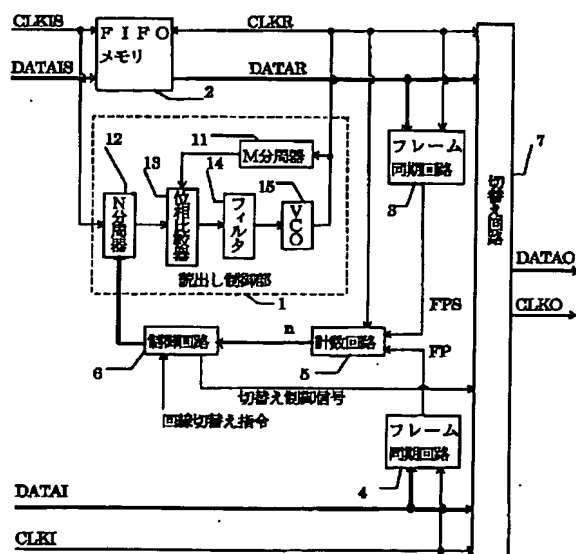 CLKIS
FIFO
メモリ
CLKR
DATAIS
DATAR
2
12
13
11
M分周器
14
15
フレーム
同期回路
3
7
N分周器
位相比較器
フィルタ
VCO
切替え回路
読出し制御部
1
DATAO
CLKO
FPS
制御回路
n
計数回路
FP
6
5
切替え制御信号
回線切替え指令
フレーム
同期回路
4
DATAI
CLKI